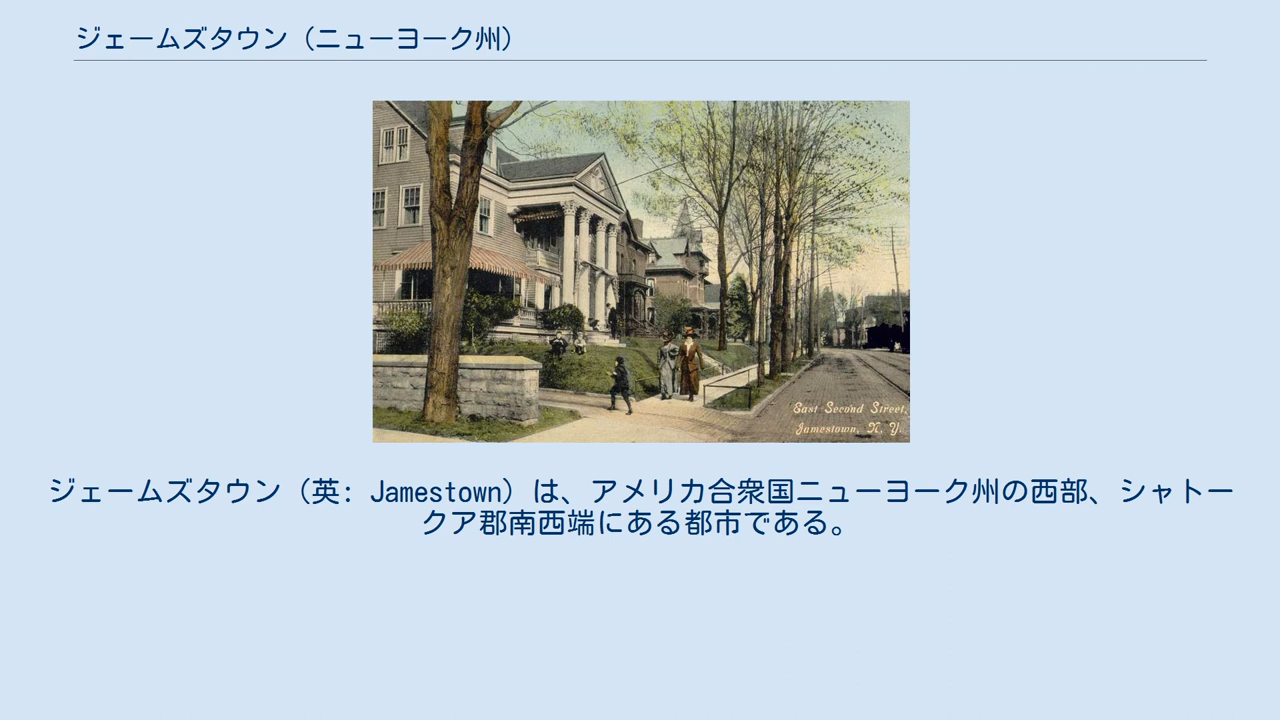 ジェームズタウン（ニューヨーク州）
East Second Street,
Jamestown, N. Y.
ジェームズタウン（英: Jamestown）は、アメリカ合衆国ニューヨーク州の西部、シャトー
クア郡南西端にある都市である。